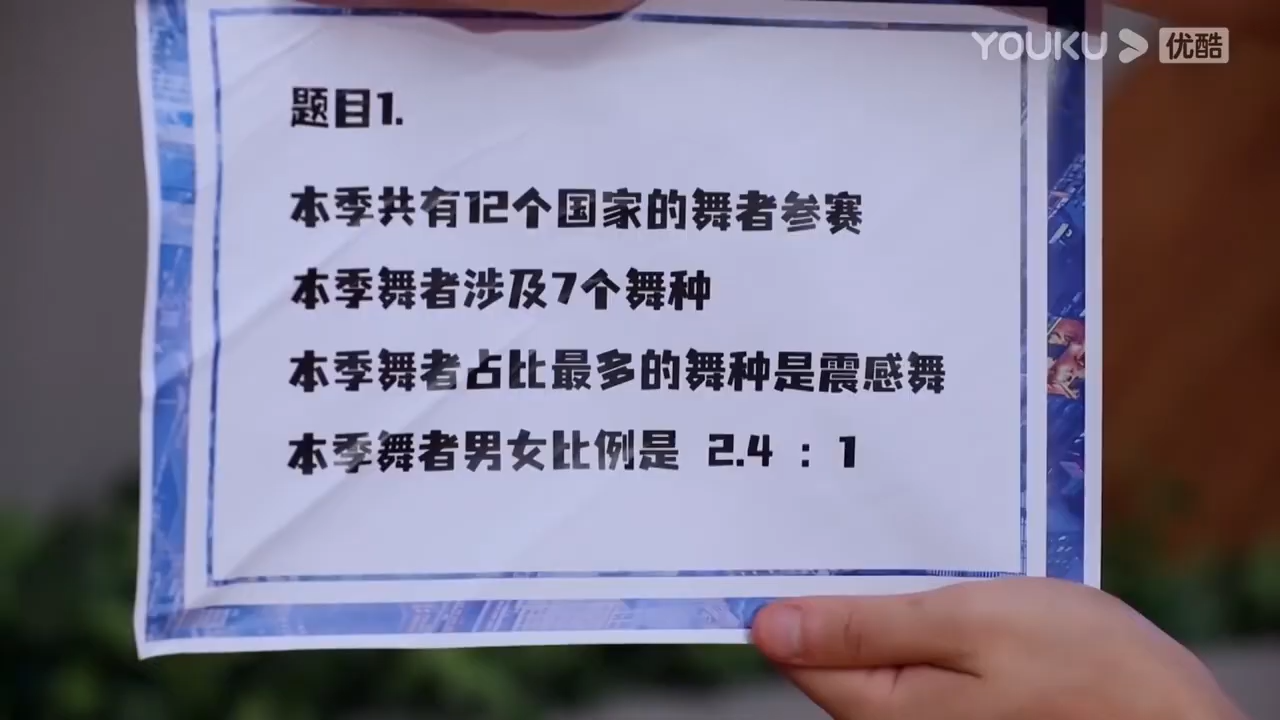 YOUKU 优酷
题目1.
本季共有12个国家的舞者参赛
本季舞者涉及7个舞种
本季舞者占比最多的舞种是震感舞
本季舞者男女比例是 2.4 : 1